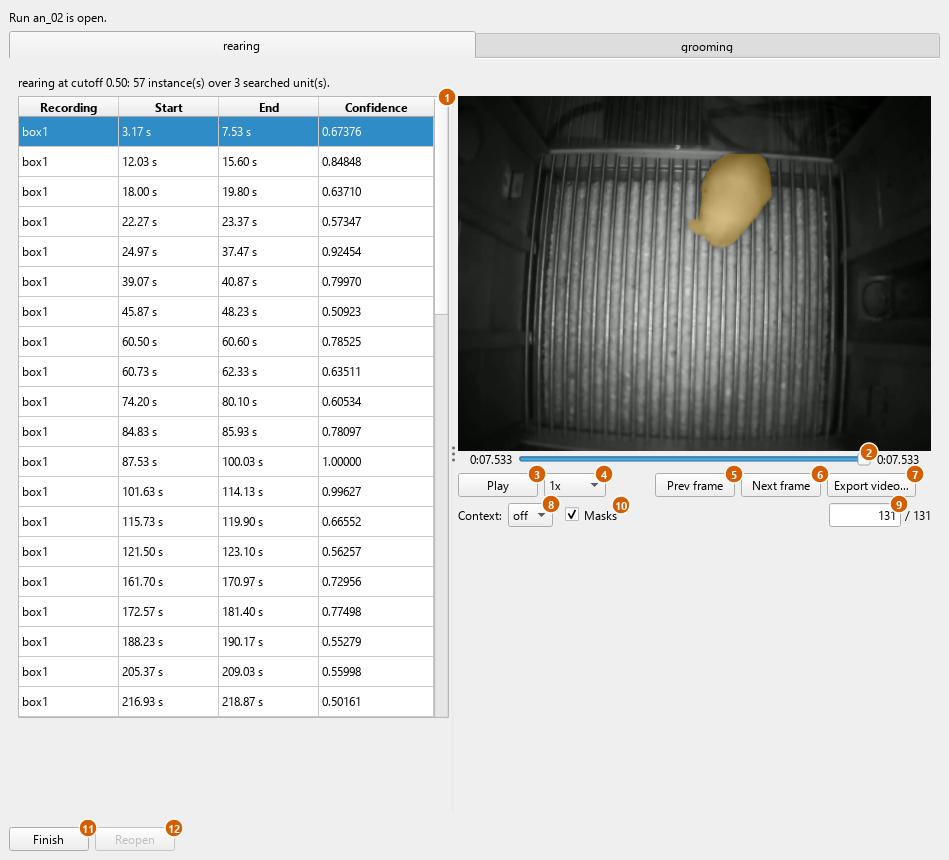 Run an_02 is open.
rearing
grooming
rearing at cutoff 0.50: 57 instance(s) over 3 searched unit(s).
Recording Start End Confidence
box1 3.17 s 7.53 s 0.67376
box1 12.03 s 15.60 s 0.84848
box1 18.00 s 19.80 s 0.63710
box1 22.27 s 23.37 s 0.57347
box1 24.97 s 37.47 s 0.92454
box1 39.07 s 40.87 s 0.79970
box1 45.87 s 48.23 s 0.50923
box1 60.50 s 60.60 s 0.78525
box1 60.73 s 62.33 s 0.63511
box1 74.20 s 80.10 s 0.60534
box1 84.83 s 85.93 s 0.78097
box1 87.53 s 100.03 s 1.00000
box1 101.63 s 114.13 s 0.99627
box1 115.73 s 119.90 s 0.66552
box1 121.50 s 123.10 s 0.56257
box1 161.70 s 170.97 s 0.72956
box1 172.57 s 181.40 s 0.77498
box1 188.23 s 190.17 s 0.55279
box1 205.37 s 209.03 s 0.55998
box1 216.93 s 218.87 s 0.50161
1
0:07.533 2 0:07.533
Play 3 1x 4 Prev frame 5 Next frame 6 Export video... 7
Context: off 8 Masks 10 131 9 / 131
Finish 11 Reopen 12